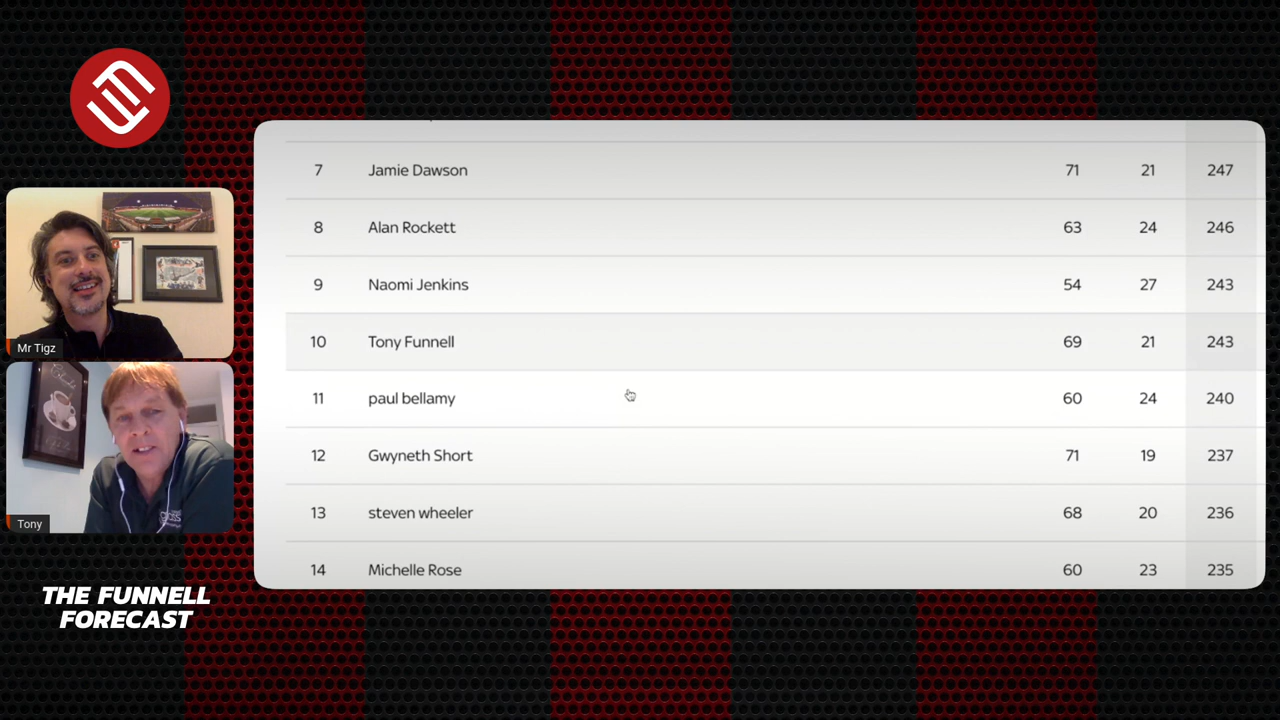 7 Jamie Dawson 71 21 247
8 Alan Rockett 63 24 246
9 Naomi Jenkins 54 27 243
10 Tony Funnell 69 21 243
11 paul bellamy 60 24 240
12 Gwyneth Short 71 19 237
13 steven wheeler 68 20 236
14 Michelle Rose 60 23 235
Mr Tigz
Tony
THE FUNNELL
FORECAST